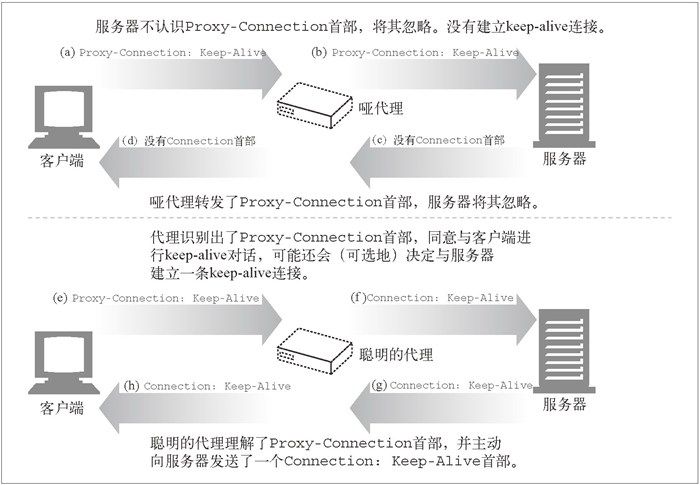 服务器不认识Proxy-Connection首部，将其忽略。没有建立keep-alive连接。
(a) Proxy-Connection: Keep-Alive
(b) Proxy-Connection: Keep-Alive
哑代理
(d) 没有Connection首部
(c) 没有Connection首部
客户端
服务器
哑代理转发了Proxy-Connection首部，服务器将其忽略。
代理识别出了Proxy-Connection首部，同意与客户端进
行keep-alive对话，可能还会（可选地）决定与服务器
建立一条keep-alive连接。
(e) Proxy-Connection: Keep-Alive
(f)Connection: Keep-Alive
聪明的代理
(h) Connection: Keep-Alive
(g) Connection: Keep-Alive
客户端
服务器
聪明的代理理解了Proxy-Connection首部，并主动
向服务器发送了一个Connection: Keep-Alive首部。